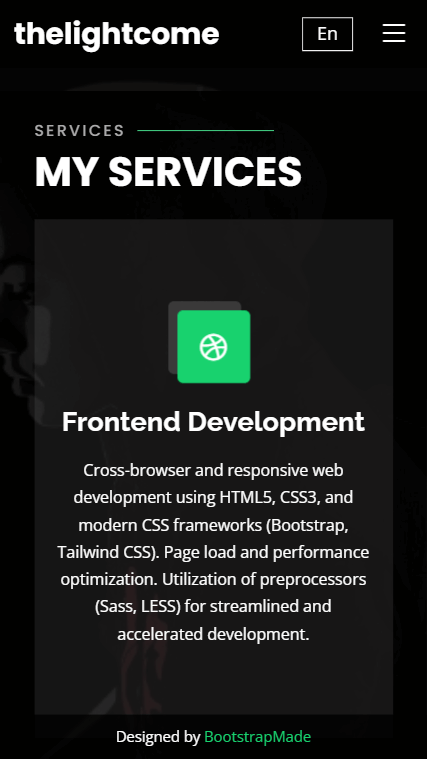 thelightcome
En
SERVICES
MY SERVICES
Frontend Development
Cross-browser and responsive web
development using HTML5, CSS3, and
modern CSS frameworks (Bootstrap,
Tailwind CSS). Page load and performance
optimization. Utilization of preprocessors
(Sass, LESS) for streamlined and
accelerated development.
Designed by BootstrapMade